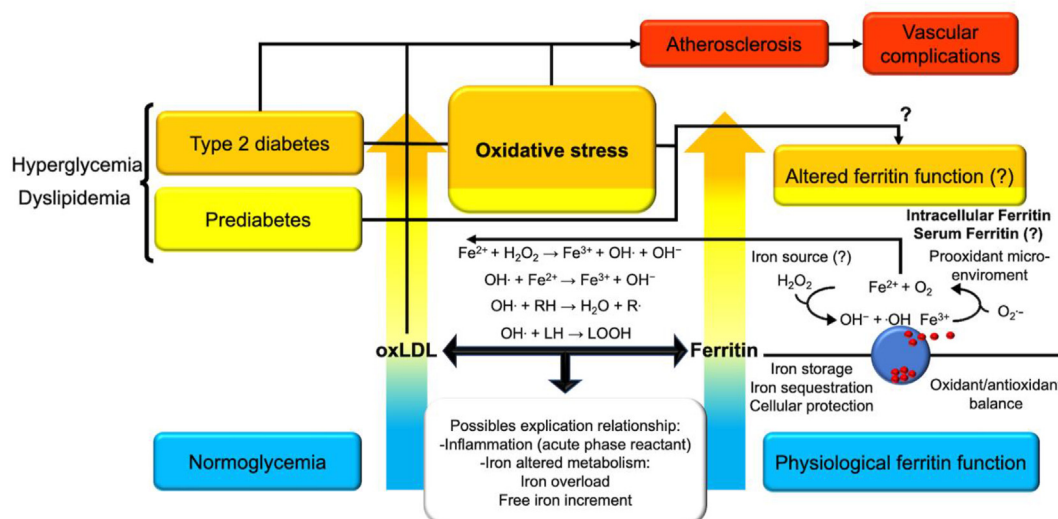 Atherosclerosis
Vascular
complications
Hyperglycemia
Dyslipidemia
Type 2 diabetes
Prediabetes
Oxidative stress
?
Altered ferritin function (?)
Intracellular Ferritin
Serum Ferritin (?)
Fe²⁺ + H₂O₂ → Fe³⁺ + OH· + OH⁻
OH· + Fe²⁺ → Fe³⁺ + OH⁻
OH· + RH → H₂O + R·
OH· + LH → LOOH
Iron source (?)
H₂O₂
Fe²⁺ + O₂
Prooxidant micro-
enviroment
OH⁻ + ·OH Fe³⁺
O₂·-
oxLDL
Ferritin
Iron storage
Iron sequestration
Cellular protection
Oxidant/antioxidant
balance
Possibles explication relationship:
-Inflammation (acute phase reactant)
-Iron altered metabolism:
Iron overload
Free iron increment
Normoglycemia
Physiological ferritin function